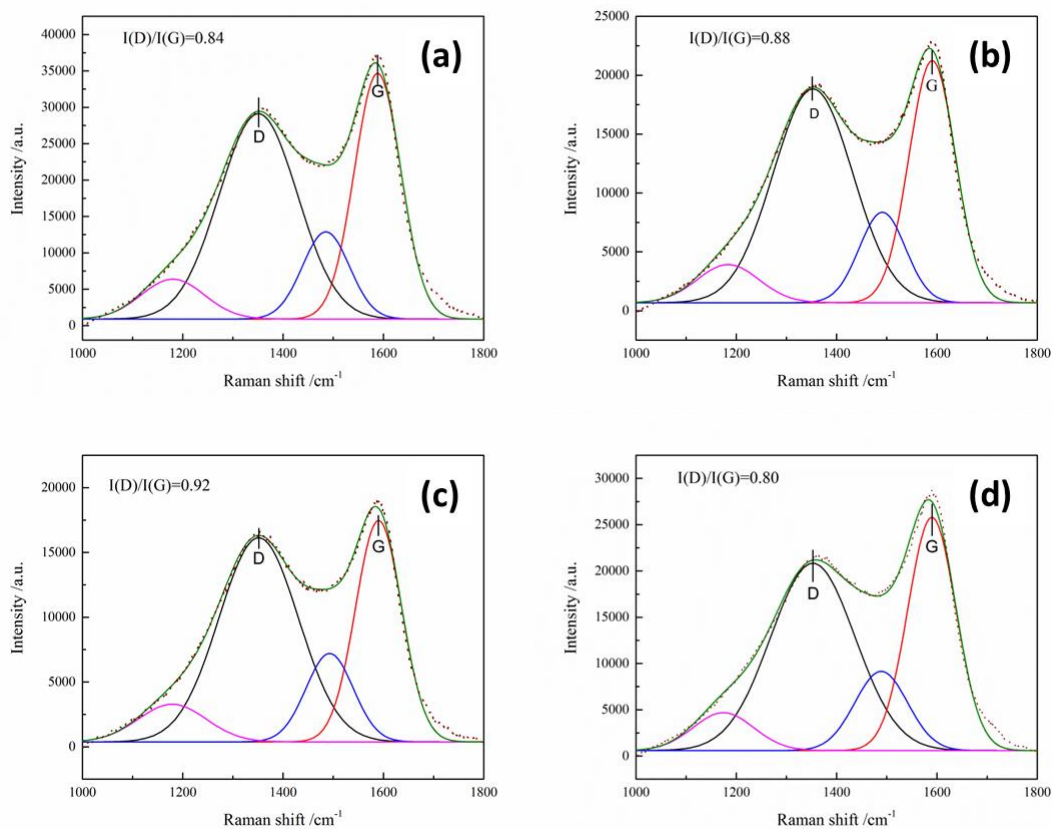 I(D)/I(G)=0.84
(a)
D
G
40000
35000
30000
25000
20000
15000
10000
5000
0
Intensity /a.u.
1000 1200 1400 1600 1800
Raman shift /cm-1
I(D)/I(G)=0.88
(b)
D
G
25000
20000
15000
10000
5000
0
Intensity /a.u.
1000 1200 1400 1600 1800
Raman shift /cm-1
I(D)/I(G)=0.92
(c)
D
G
20000
15000
10000
5000
0
Intensity /a.u.
1000 1200 1400 1600 1800
Raman shift /cm-1
I(D)/I(G)=0.80
(d)
D
G
30000
25000
20000
15000
10000
5000
0
Intensity /a.u.
1000 1200 1400 1600 1800
Raman shift /cm-1